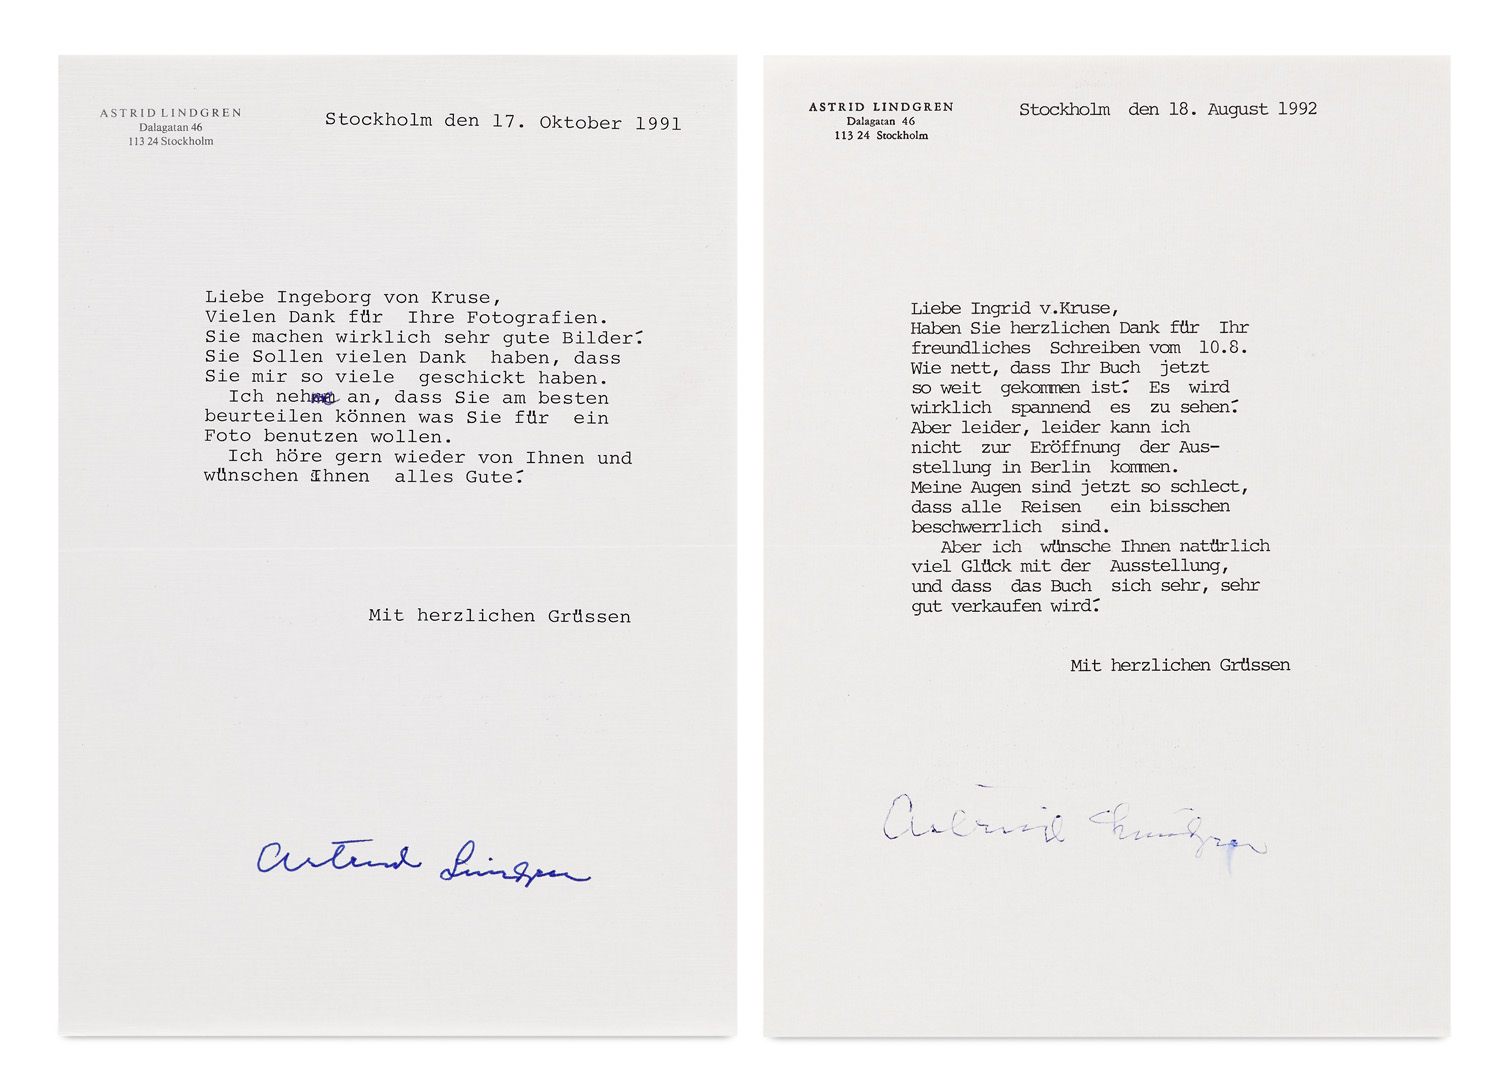 ASTRID LINDGREN
Dalagatan 46
113 24 Stockholm
Stockholm den 17. Oktober 1991
Liebe Ingeborg von Kruse,
Vielen Dank für Ihre Fotografien.
Sie machen wirklich sehr gute Bilder!
Sie Sollen vielen Dank haben, dass
Sie mir so viele geschickt haben.
Ich nehme an, dass Sie am besten
beurteilen können was Sie für ein
Foto benutzen wollen.
Ich höre gern wieder von Ihnen und
wünschen Ihnen alles Gute!
Mit herzlichen Grüssen
Astrid Lindgren
ASTRID LINDGREN
Dalagatan 46
113 24 Stockholm
Stockholm den 18. August 1992
Liebe Ingrid v.Kruse,
Haben Sie herzlichen Dank für Ihr
freundliches Schreiben vom 10.8.
Wie nett, dass Ihr Buch jetzt
so weit gekommen ist! Es wird
wirklich spannend es zu sehen!
Aber leider, leider kann ich
nicht zur Eröffnung der Aus-
stellung in Berlin kommen.
Meine Augen sind jetzt so schlect,
dass alle Reisen ein bisschen
beschwerrlich sind.
Aber ich wünsche Ihnen natürlich
viel Glück mit der Ausstellung,
und dass das Buch sich sehr, sehr
gut verkaufen wird!
Mit herzlichen Grüssen
Astrid Lindgren